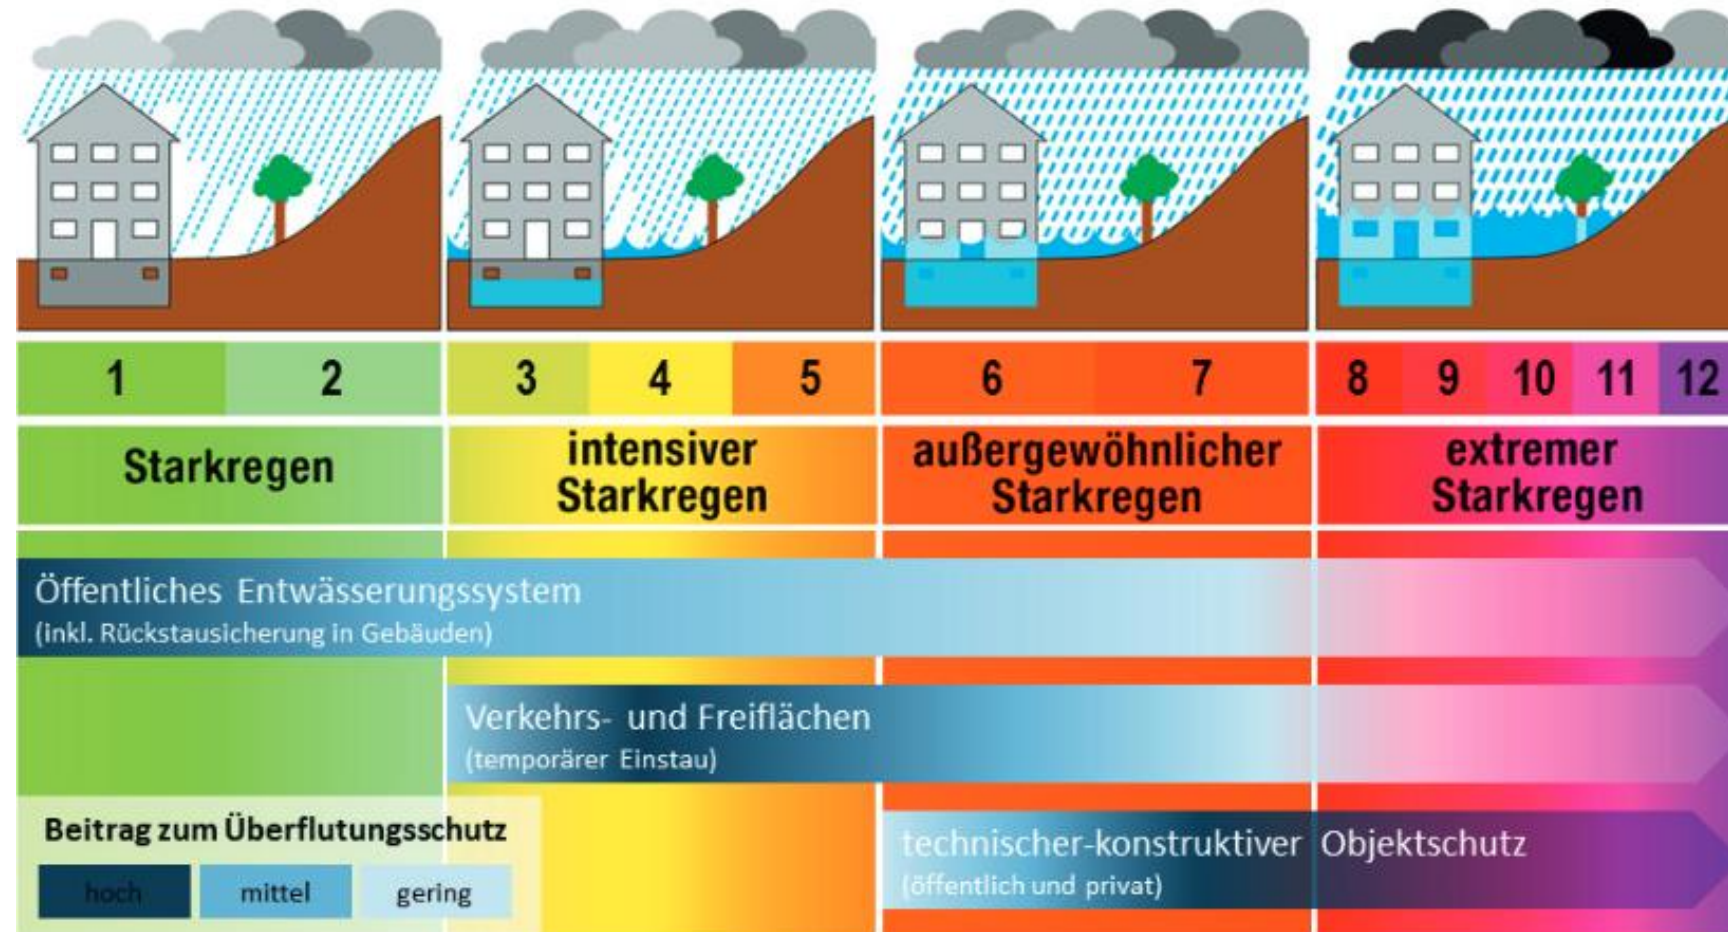 1 2 3 4 5 6 7 8 9 10 11 12
Starkregen
intensiver
Starkregen
außergewöhnlicher
Starkregen
extremer
Starkregen
Öffentliches Entwässerungssystem
(inkl. Rückstausicherung in Gebäuden)
Verkehrs- und Freiflächen
(temporärer Einstau)
technischer-konstruktiver Objektschutz
(öffentlich und privat)
Beitrag zum Überflutungsschutz
hoch mittel gering